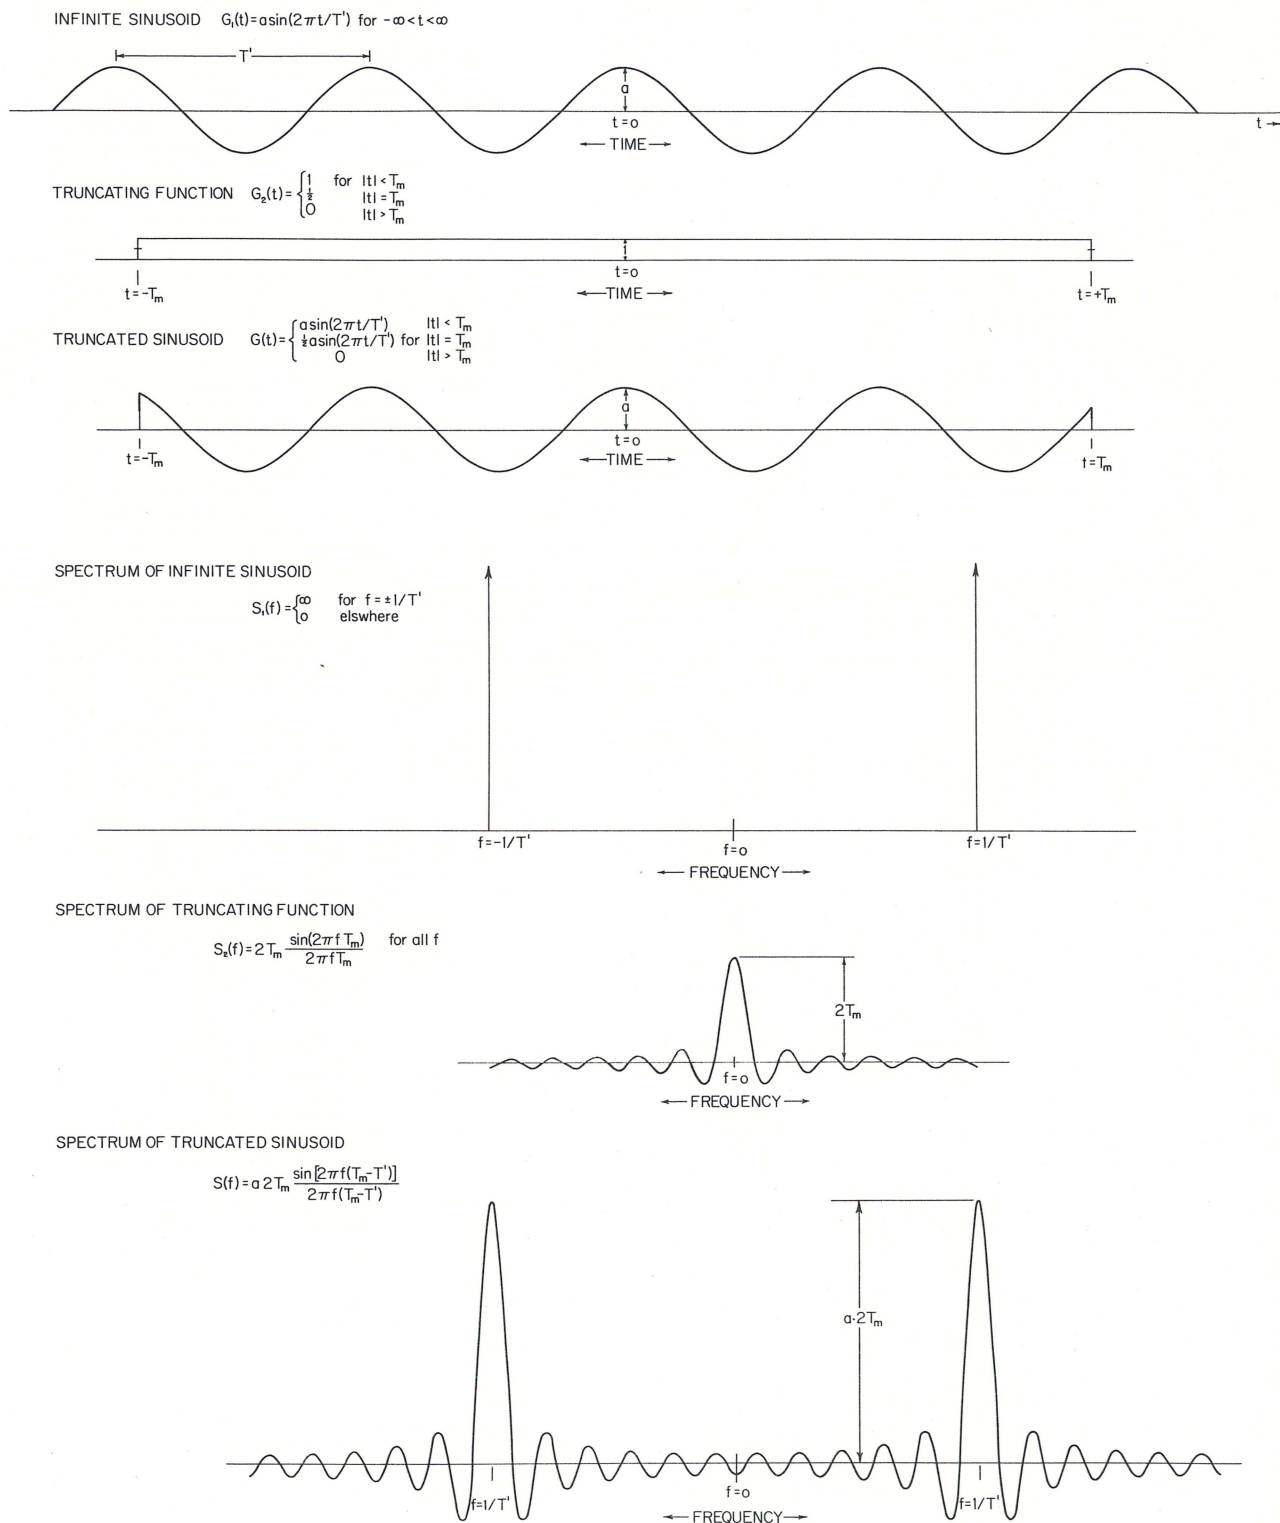 INFINITE SINUSOID G₁(t)=asin(2πt/T') for -∞<t<∞
T'
a
t=o
t→
←TIME→
TRUNCATING FUNCTION G₂(t)={1 for |t|<Tₘ
½ |t|=Tₘ
0 |t|>Tₘ
1
t=o
t=-Tₘ
←TIME→
t=+Tₘ
TRUNCATED SINUSOID G(t)={asin(2πt/T') |t|<Tₘ
½asin(2πt/T') for |t|=Tₘ
0 |t|>Tₘ
a
t=o
t=-Tₘ
←TIME→
t=Tₘ
SPECTRUM OF INFINITE SINUSOID
S₁(f)={∞ for f=±1/T'
0 elswhere
f=-1/T'
f=o
f=1/T'
←FREQUENCY→
SPECTRUM OF TRUNCATING FUNCTION
S₂(f)=2Tₘ sin(2πfTₘ)/2πfTₘ for all f
2Tₘ
f=o
←FREQUENCY→
SPECTRUM OF TRUNCATED SINUSOID
S(f)=a2Tₘ sin[2πf(Tₘ-T')]/2πf(Tₘ-T')
a·2Tₘ
f=1/T'
f=o
f=1/T'
←FREQUENCY→